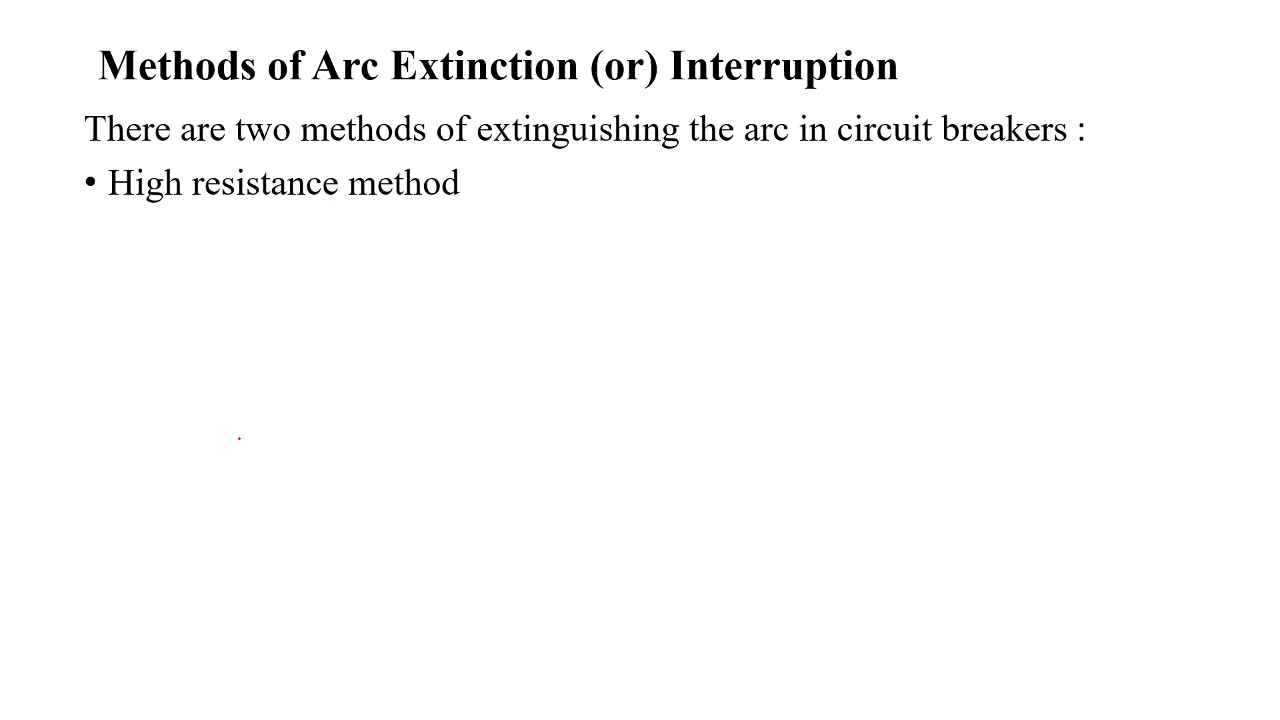 Methods of Arc Extinction (or) Interruption
There are two methods of extinguishing the arc in circuit breakers :
• High resistance method